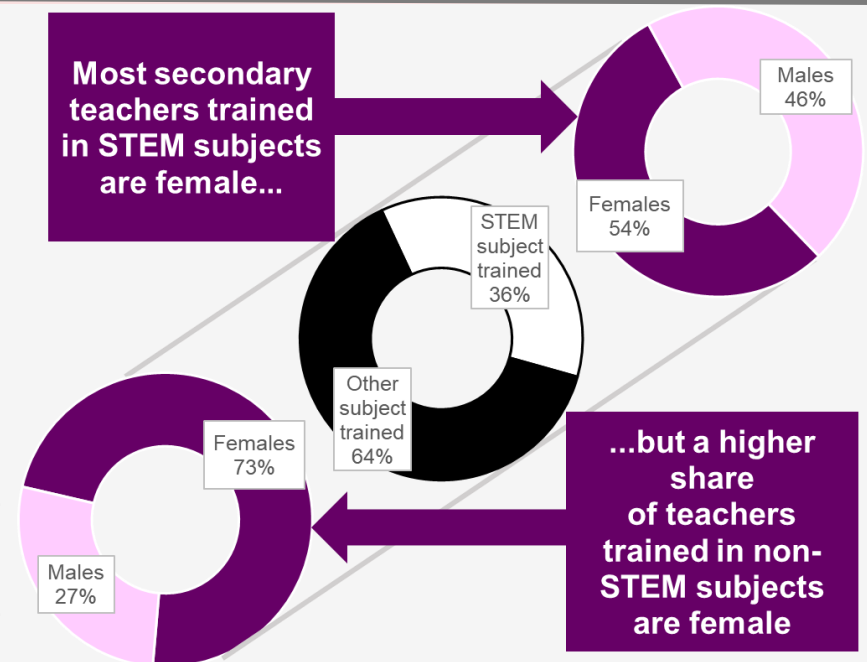 Most secondary
teachers trained
in STEM subjects
are female...
Males
46%
Females
54%
STEM
subject
trained
36%
Other
subject
trained
64%
Females
73%
Males
27%
...but a higher
share
of teachers
trained in non-
STEM subjects
are female